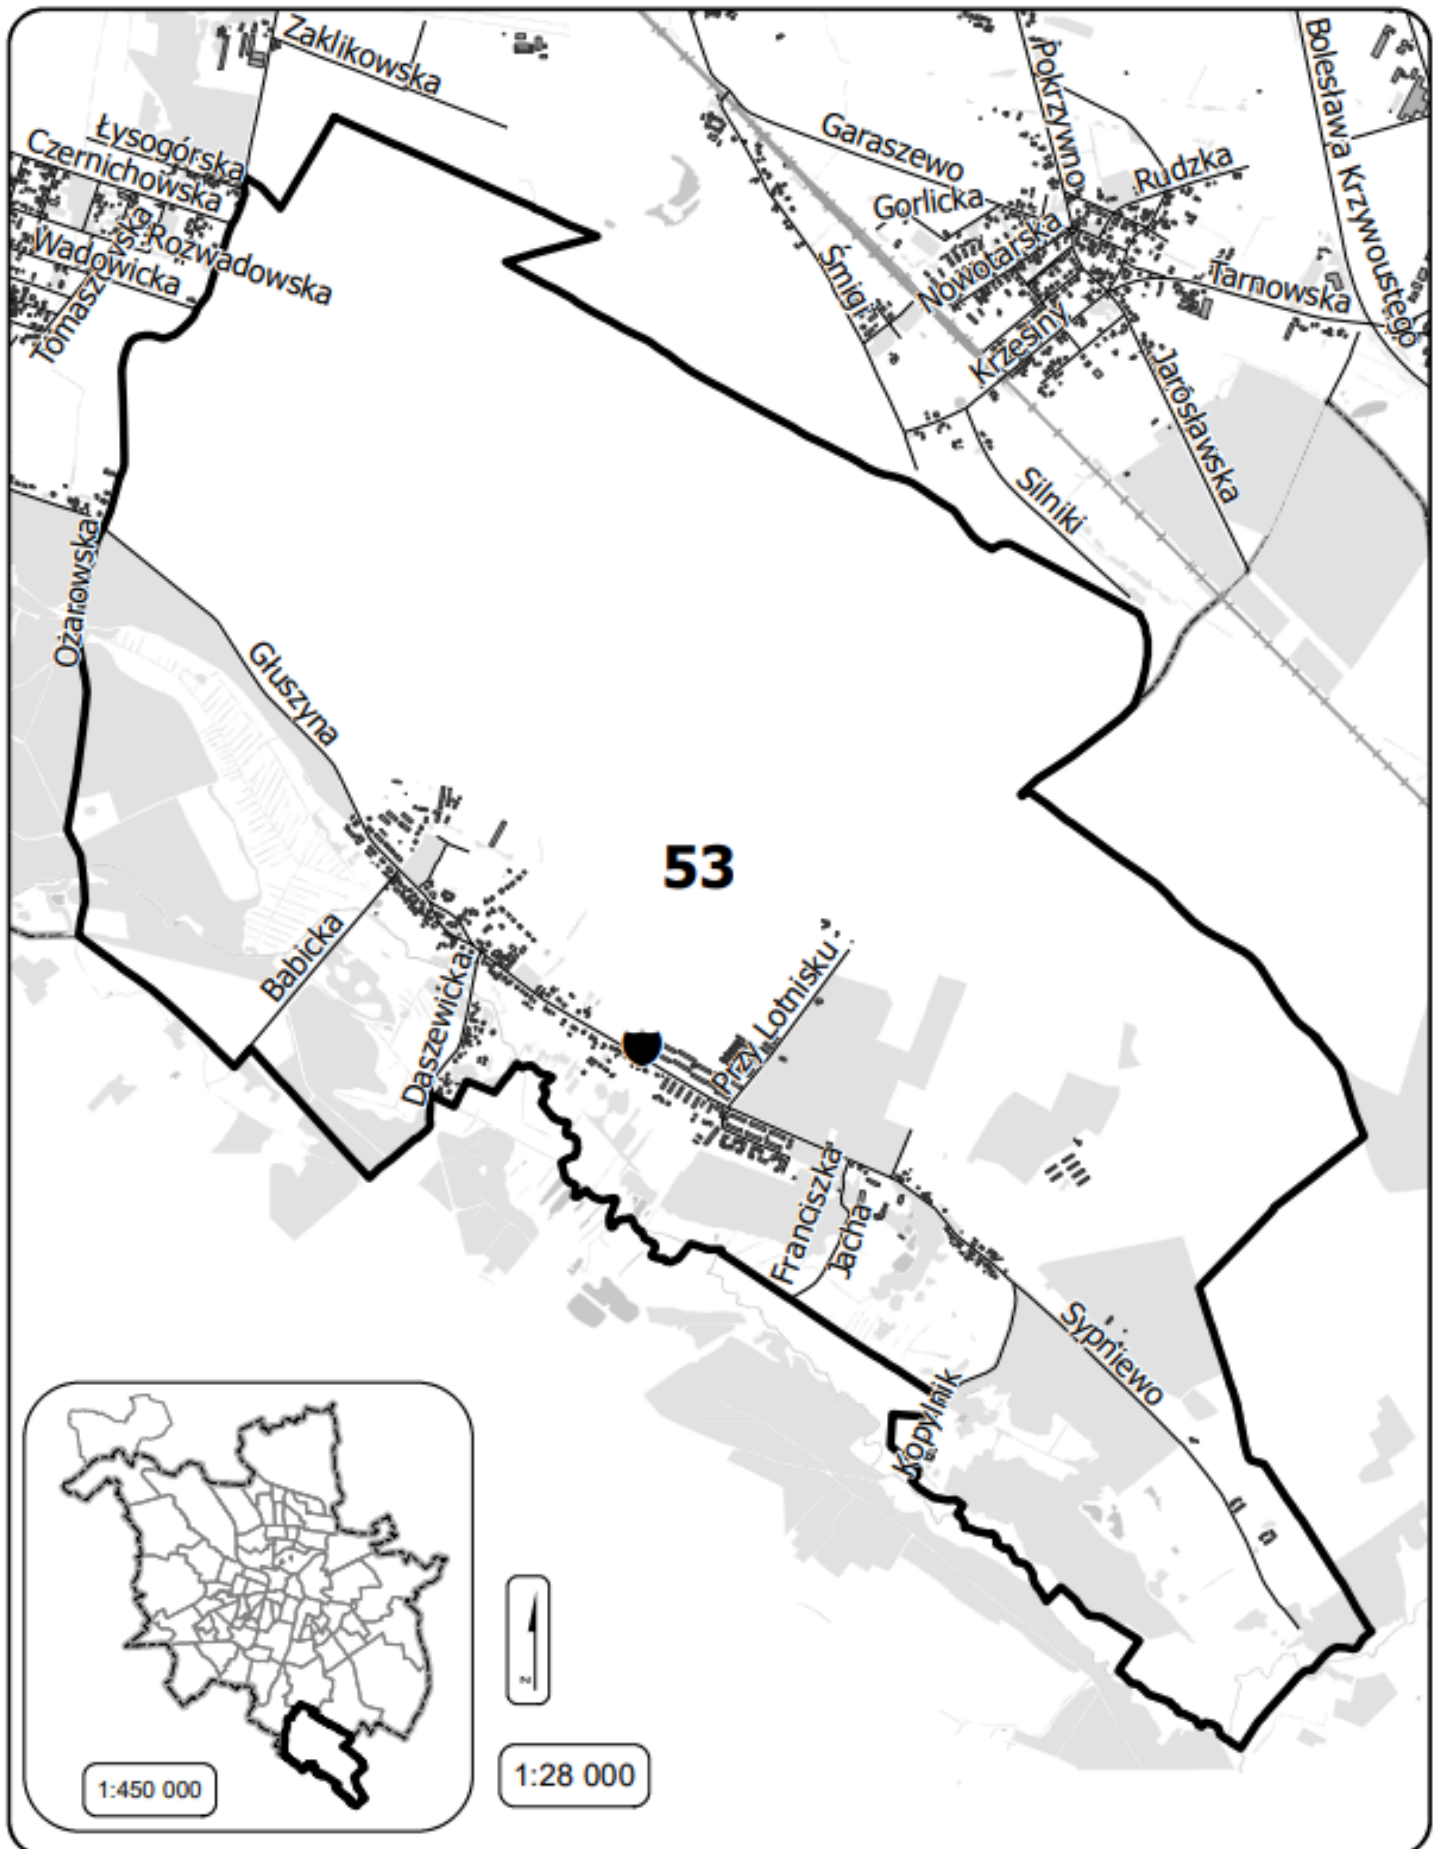 Zaklikowska
Łysogórska
Czernichowska
Rozwadowska
Wadowicka
Tomaszowska
Garaszewo
Gorlicka
Pokrzywno
Rudzka
Bolesława Krzywoustego
Nowotarska
Śmigi
Tarnowska
Krzesiny
Jarosławska
Silniki
Ożarowska
Głuszyna
53
Babicka
Daszewicka
Przy Lotnisku
Franciszka
Jacha
Sypniewo
Kopylnik
1:450 000
z
1:28 000